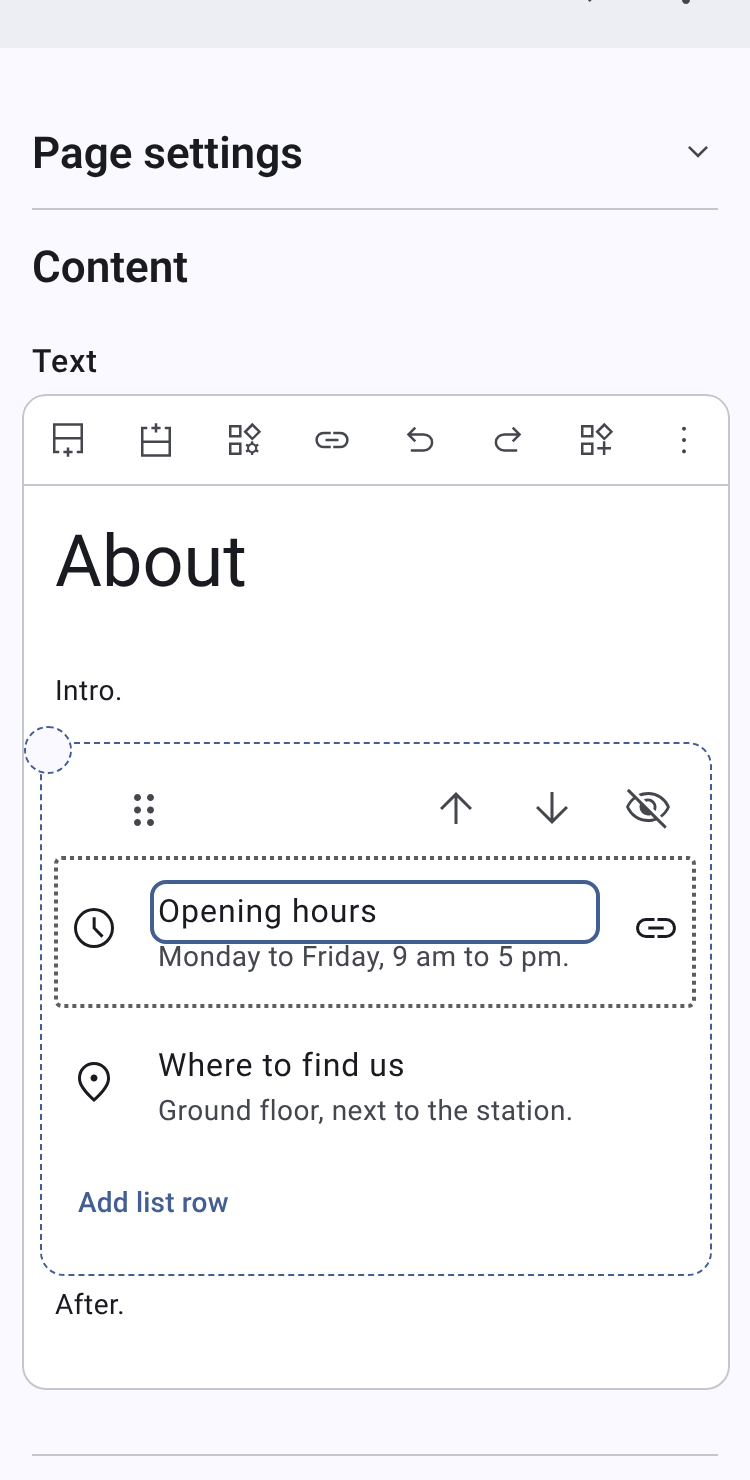 Page settings
Content
Text
About
Intro.
Opening hours
Monday to Friday, 9 am to 5 pm.
Where to find us
Ground floor, next to the station.
Add list row
After.